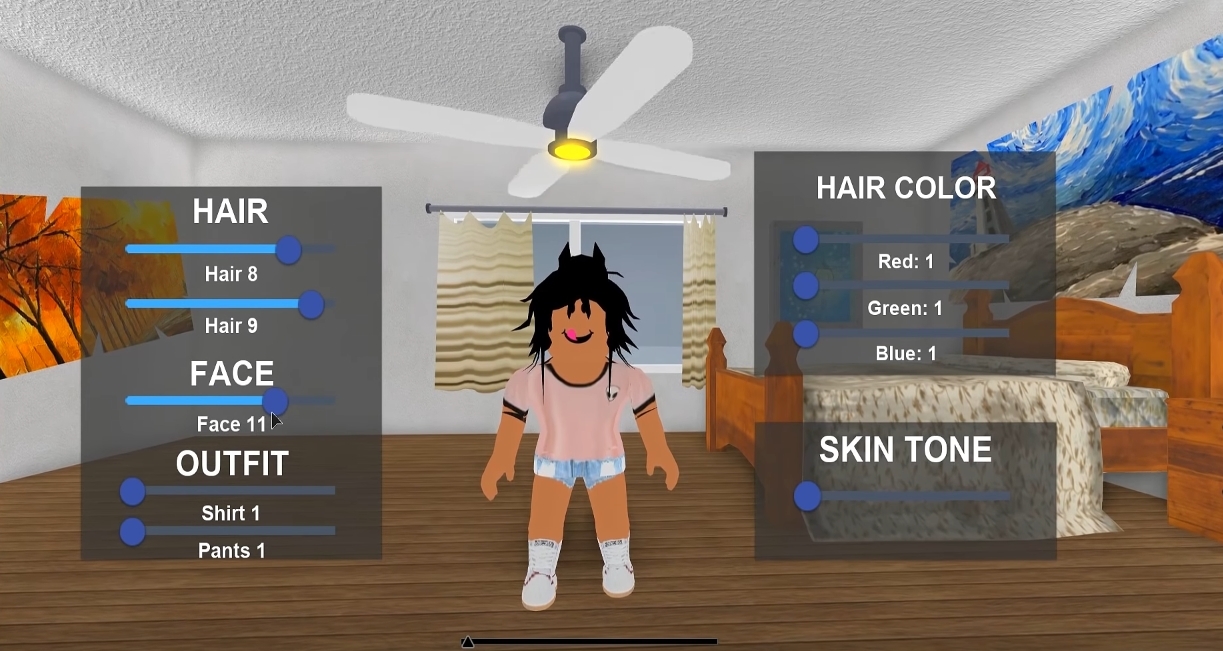 HAIR
Hair 8
Hair 9
FACE
Face 11
OUTFIT
Shirt 1
Pants 1
HAIR COLOR
Red: 1
Green: 1
Blue: 1
SKIN TONE